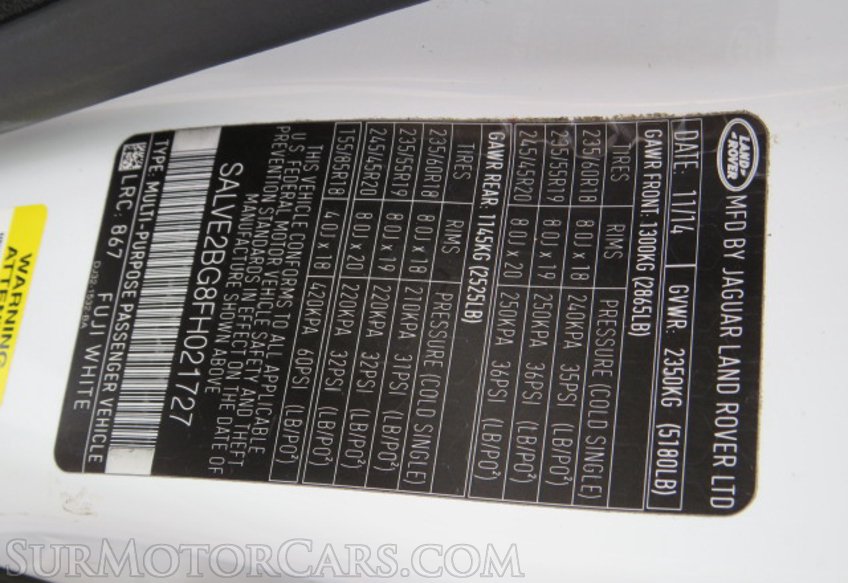 LAND ROVER MFD BY JAGUAR LAND ROVER LTD
DATE: 11/14 GVWR: 2350KG (5180LB)
GAWR FRONT: 1300KG (2865LB)
TIRES RIMS PRESSURE (COLD SINGLE)
235/60R18 8.0J × 18 240KPA 35PSI (LB/PO²)
235/55R19 8.0J × 19 250KPA 36PSI (LB/PO²)
245/45R20 8.0J × 20 250KPA 36PSI (LB/PO²)
GAWR REAR: 1145KG (2525LB)
TIRES RIMS PRESSURE (COLD SINGLE)
235/60R18 8.0J × 18 210KPA 31PSI (LB/PO²)
235/55R19 8.0J × 19 220KPA 32PSI (LB/PO²)
245/45R20 8.0J × 20 220KPA 32PSI (LB/PO²)
155/85R18 4.0J × 18 420KPA 60PSI (LB/PO²)
THIS VEHICLE CONFORMS TO ALL APPLICABLE
U.S. FEDERAL MOTOR VEHICLE SAFETY AND THEFT-
PREVENTION STANDARDS IN EFFECT ON THE DATE OF
MANUFACTURE SHOWN ABOVE
SALVE2BG8FH021727
TYPE: MULTI-PURPOSE PASSENGER VEHICLE
LRC: 867 FUJI WHITE
WARNING
SurMotorCars.com